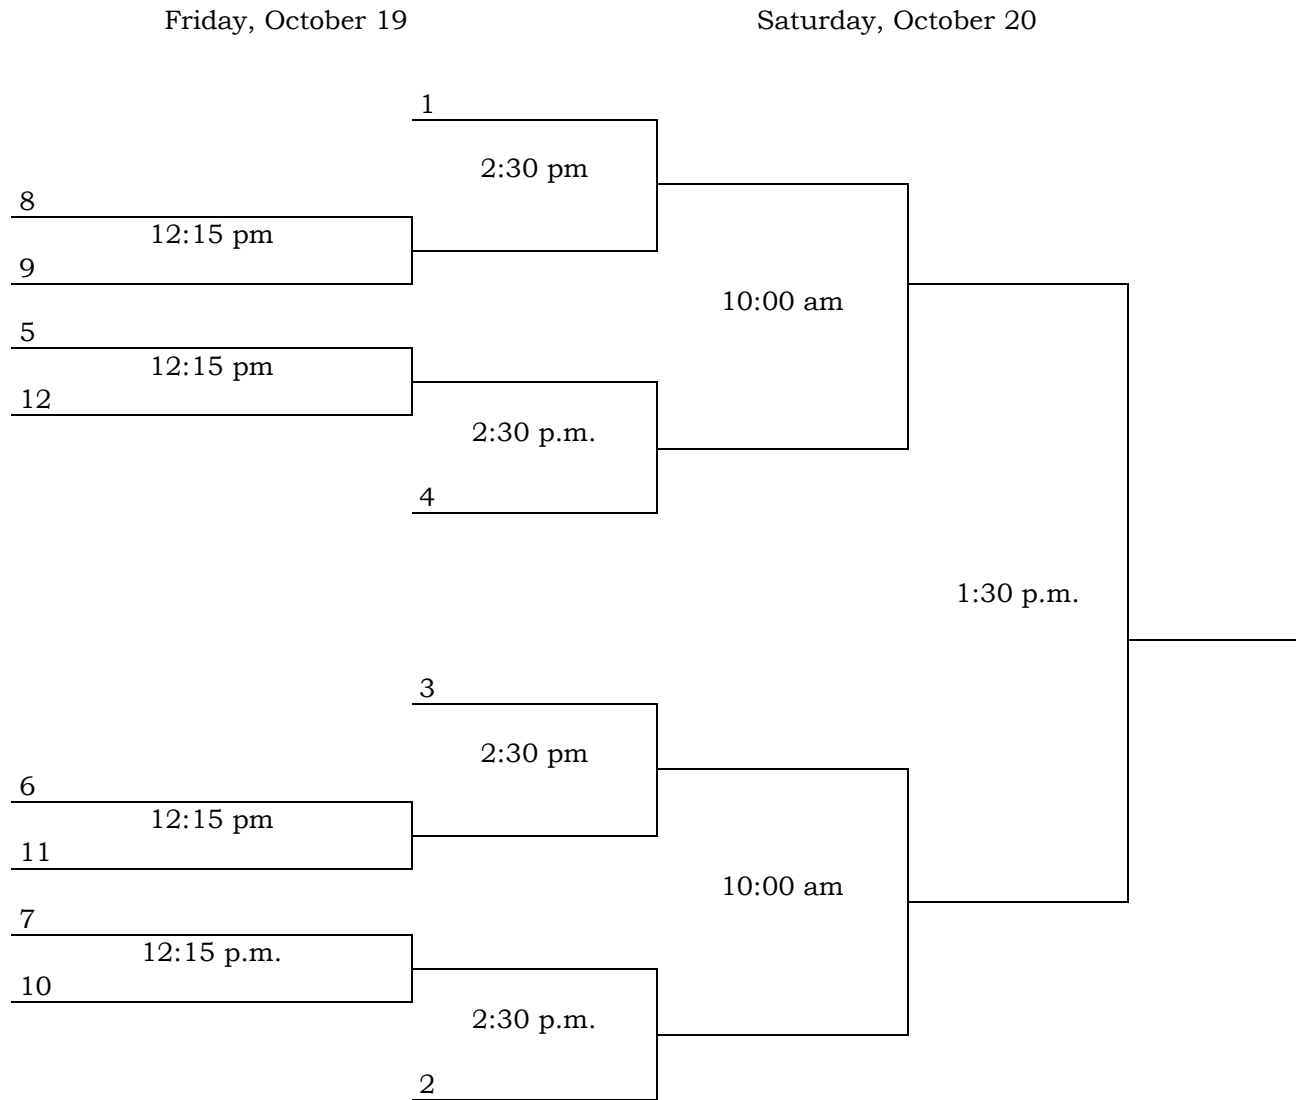 Friday, October 19
Saturday, October 20
1
2:30 pm
8
12:15 pm
9
10:00 am
5
12:15 pm
12
2:30 p.m.
4
1:30 p.m.
3
2:30 pm
6
12:15 pm
11
10:00 am
7
12:15 p.m.
10
2:30 p.m.
2